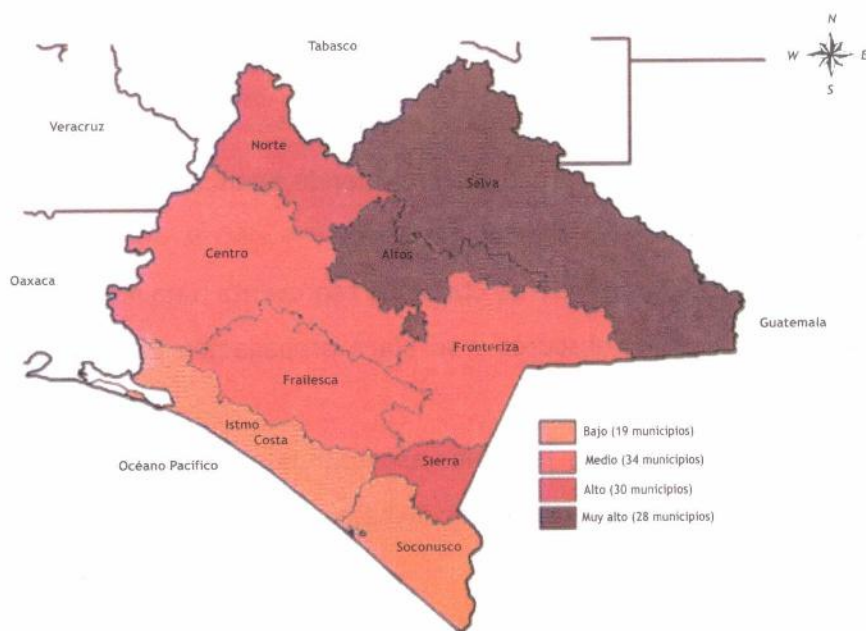 N
W
E
S
Tabasco
Veracruz
Norte
Selva
Centro
Altos
Oaxaca
Guatemala
Fronteriza
Frailesca
Istmo
Costa
Bajo (19 municipios)
Océano Pacífico
Sierra
Medio (34 municipios)
Alto (30 municipios)
Muy alto (28 municipios)
Soconusco